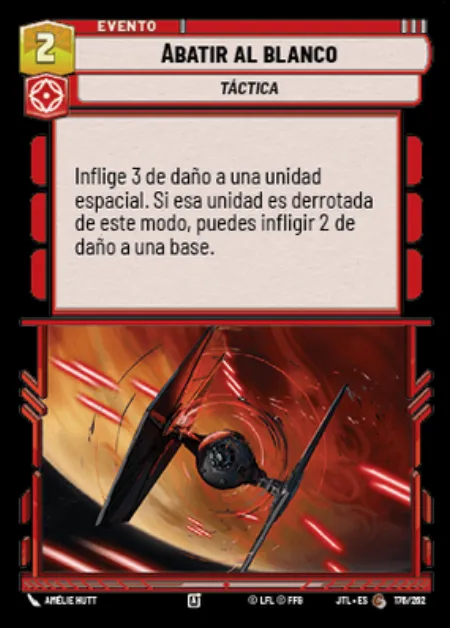 EVENTO
2
ABATIR AL BLANCO
TÁCTICA
Inflige 3 de daño a una unidad
espacial. Si esa unidad es derrotada
de este modo, puedes infligir 2 de
daño a una base.
AMÉLIE HUTT
© LFL © FFG
JTL • ES
176/262